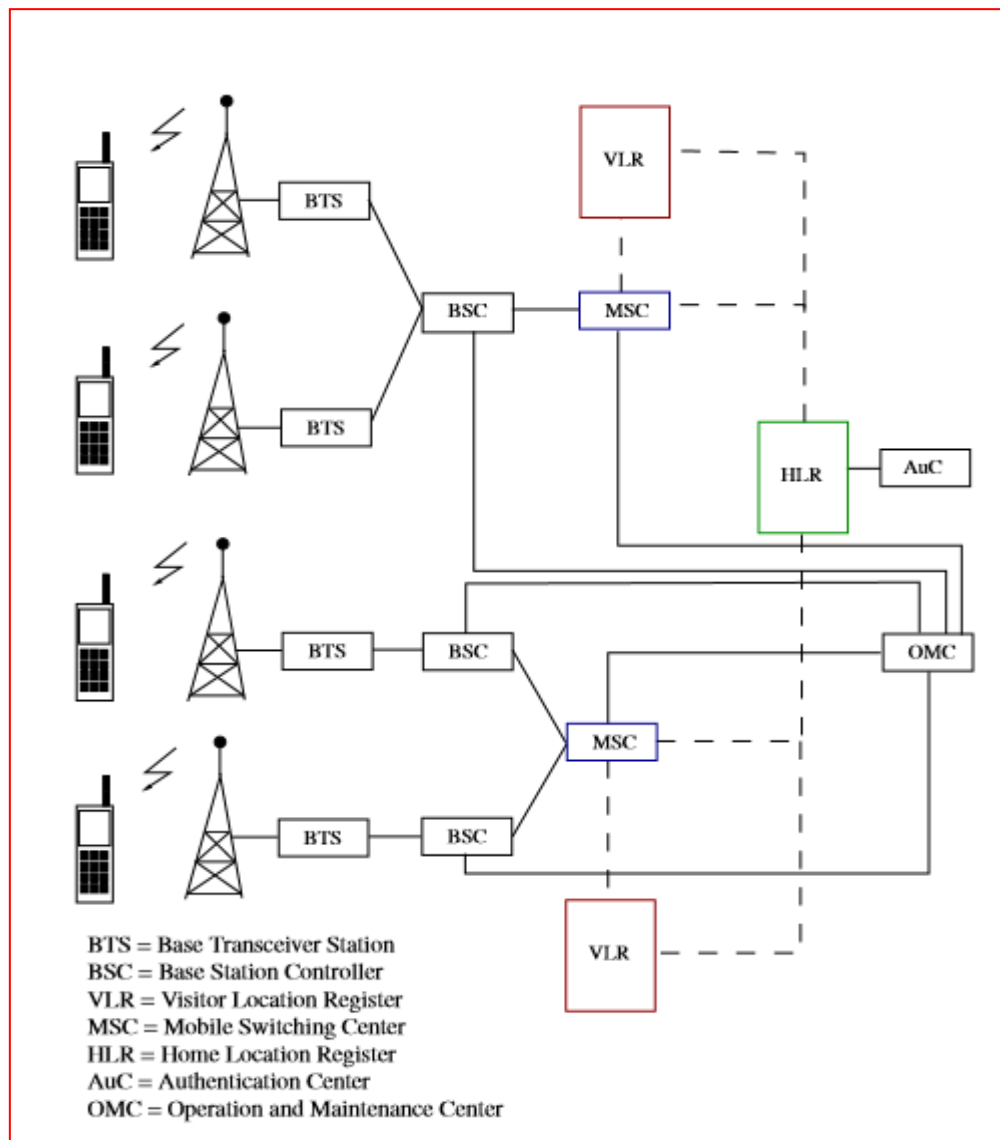 VLR
BTS
BSC
MSC
BTS
HLR
AuC
BTS
BSC
OMC
MSC
BTS
BSC
VLR
BTS = Base Transceiver Station
BSC = Base Station Controller
VLR = Visitor Location Register
MSC = Mobile Switching Center
HLR = Home Location Register
AuC = Authentication Center
OMC = Operation and Maintenance Center